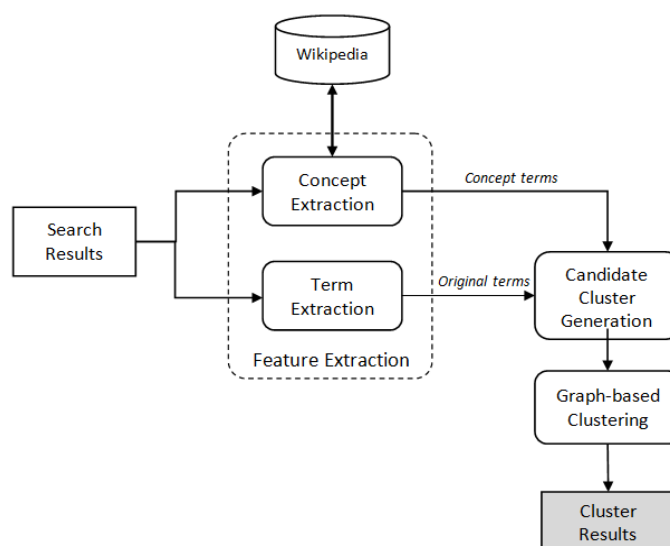 Wikipedia
Concept
Extraction
Concept terms
Search
Results
Term
Extraction
Original terms
Candidate
Cluster
Generation
Feature Extraction
Graph-based
Clustering
Cluster
Results